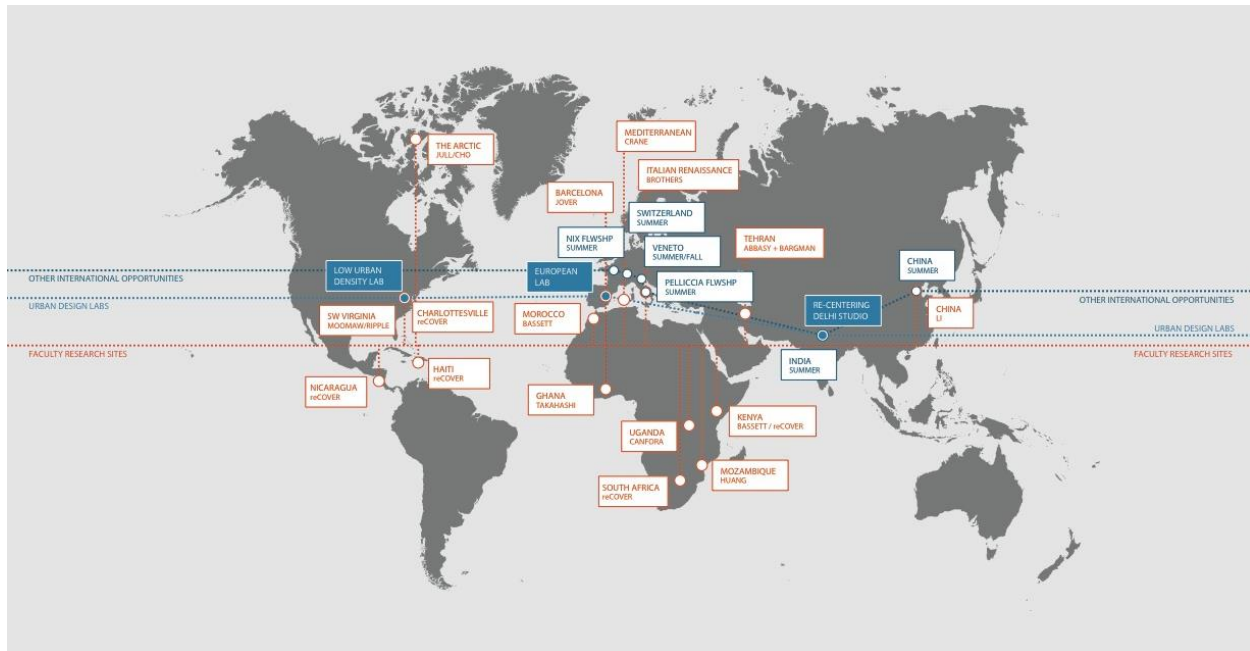 MEDITERRANEAN
CRANE
THE ARCTIC
JULL/CHO
ITALIAN RENAISSANCE
BROTHERS
BARCELONA
JOVER
SWITZERLAND
SUMMER
NIX FLWSHP
SUMMER
VENETO
SUMMER/FALL
TEHRAN
ABBASY + BARGMAN
CHINA
SUMMER
LOW URBAN
DENSITY LAB
EUROPEAN
LAB
PELLICCIA FLWSHP
SUMMER
RE-CENTERING
DELHI STUDIO
OTHER INTERNATIONAL OPPORTUNITIES
OTHER INTERNATIONAL OPPORTUNITIES
URBAN DESIGN LABS
URBAN DESIGN LABS
SW VIRGINIA
MOOMAW/RIPPLE
CHARLOTTESVILLE
reCOVER
MOROCCO
BASSETT
CHINA
LI
FACULTY RESEARCH SITES
FACULTY RESEARCH SITES
INDIA
SUMMER
HAITI
reCOVER
NICARAGUA
reCOVER
GHANA
TAKAHASHI
KENYA
BASSETT / reCOVER
UGANDA
CANFORA
MOZAMBIQUE
HUANG
SOUTH AFRICA
reCOVER